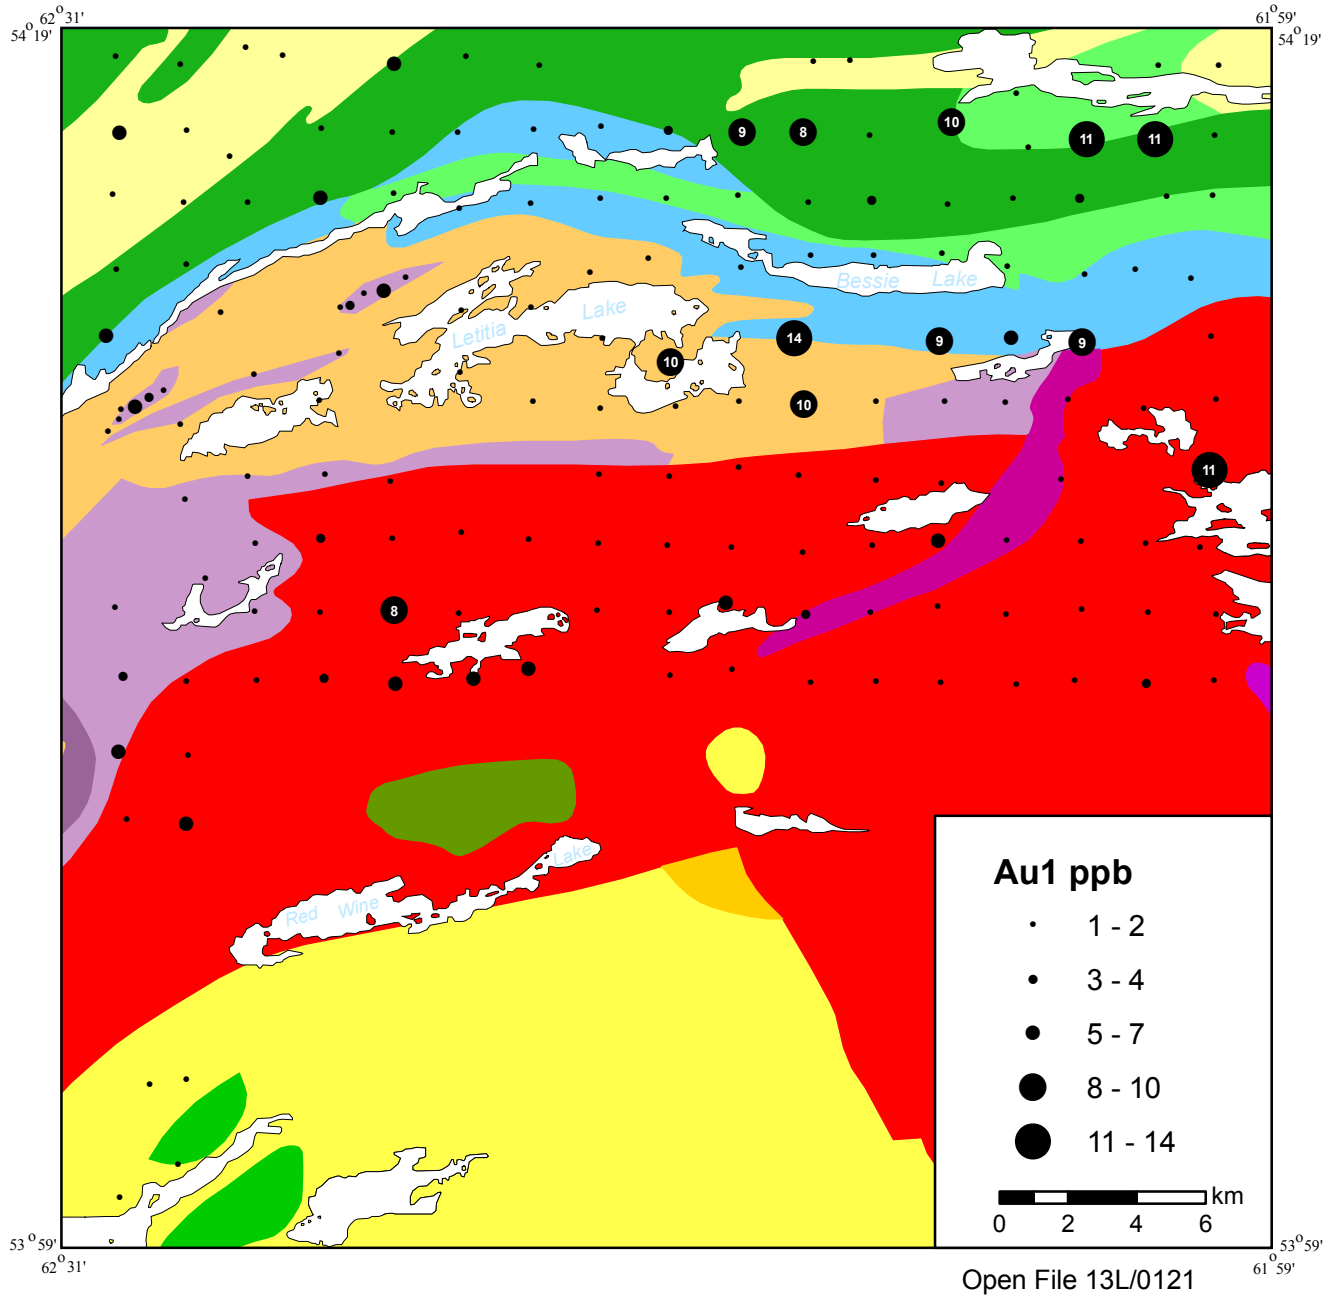 62°31'
61°59'
54°19'
54°19'
10
9
8
11
11
Bessie Lake
Lake
Letitia
14
9
9
10
10
11
8
Lake
Red Wine
Au1 ppb
1 - 2
3 - 4
5 - 7
8 - 10
11 - 14
km
0 2 4 6
53°59'
53°59'
62°31'
61°59'
Open File 13L/0121